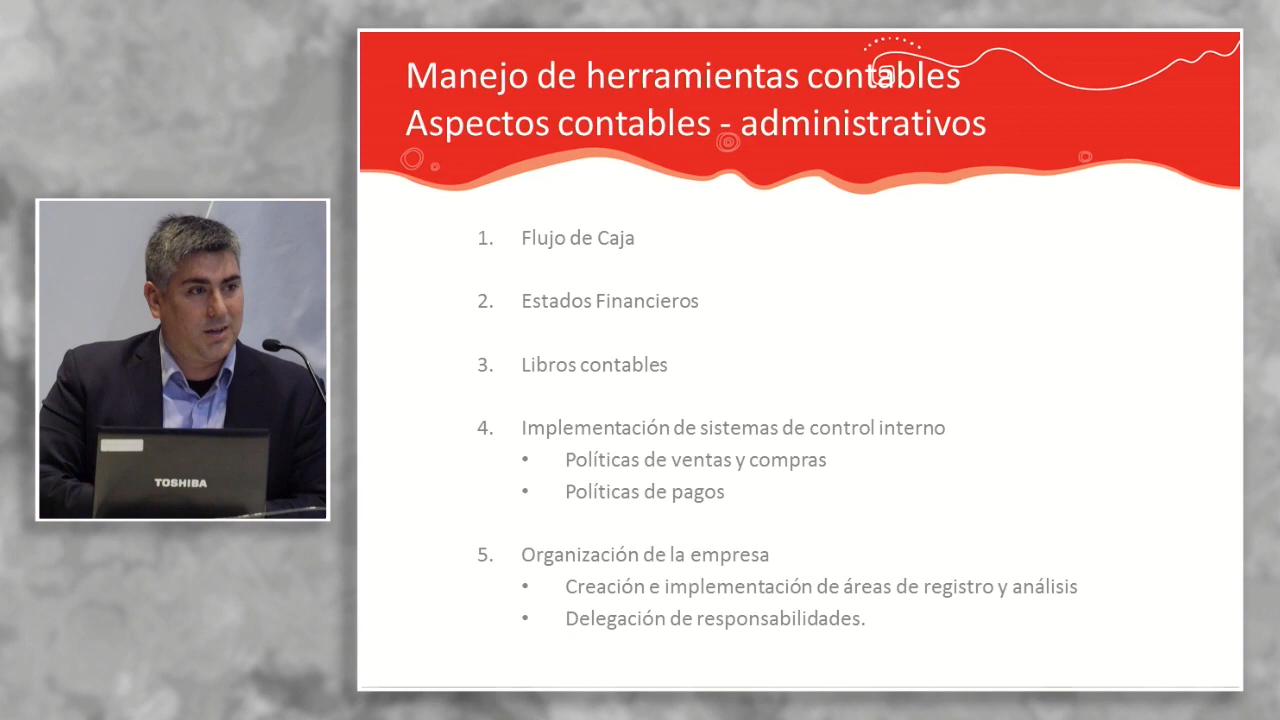 Manejo de herramientas contables
Aspectos contables - administrativos
1. Flujo de Caja
2. Estados Financieros
3. Libros contables
4. Implementación de sistemas de control interno
• Políticas de ventas y compras
• Políticas de pagos
5. Organización de la empresa
• Creación e implementación de áreas de registro y análisis
• Delegación de responsabilidades.
TOSHIBA